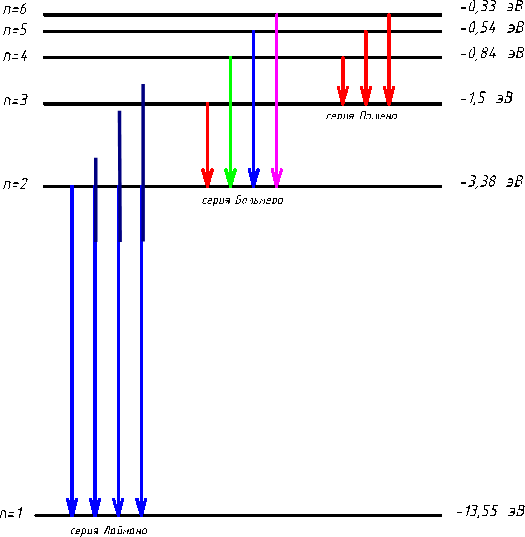 n=6 -0,33 эВ
n=5 -0,54 эВ
n=4 -0,84 эВ
n=3 -1,5 эВ
серия Пашена
n=2 -3,38 эВ
серия Бальмера
n=1 -13,55 эВ
серия Лаймана